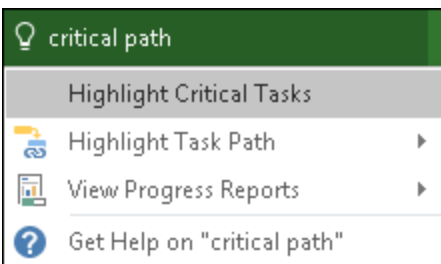 critical path
Highlight Critical Tasks
Highlight Task Path
View Progress Reports
Get Help on "critical path"